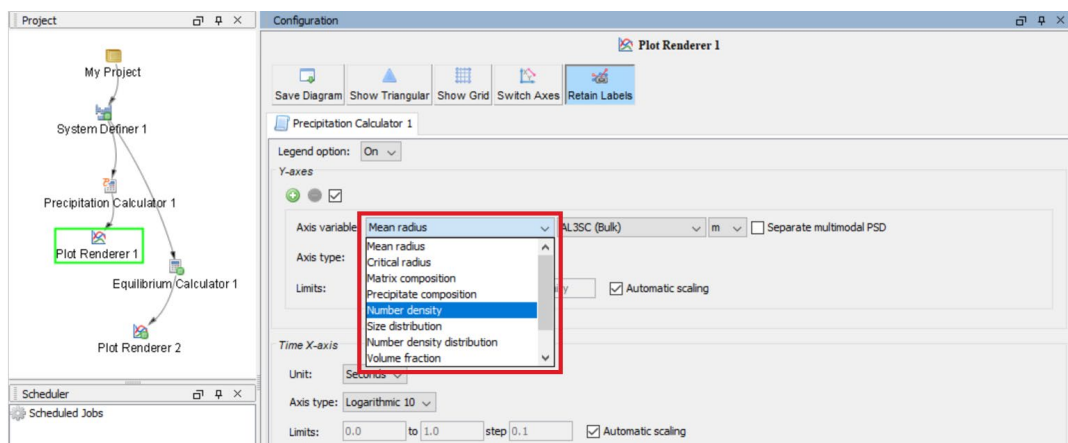 Project
My Project
System Definer 1
Precipitation Calculator 1
Plot Renderer 1
Equilibrium Calculator 1
Plot Renderer 2
Scheduler
Scheduled Jobs
Configuration
Plot Renderer 1
Save Diagram Show Triangular Show Grid Switch Axes Retain Labels
Precipitation Calculator 1
Legend option: On
Y-axes
Axis variable Mean radius AL3SC (Bulk) m Separate multimodal PSD
Mean radius
Critical radius
Axis type:
Matrix composition
Precipitate composition
Limits: Automatic scaling
Number density
Size distribution
Number density distribution
Volume fraction
Time X-axis
Unit: Seconds
Axis type: Logarithmic 10
Limits: 0.0 to 1.0 step 0.1 Automatic scaling